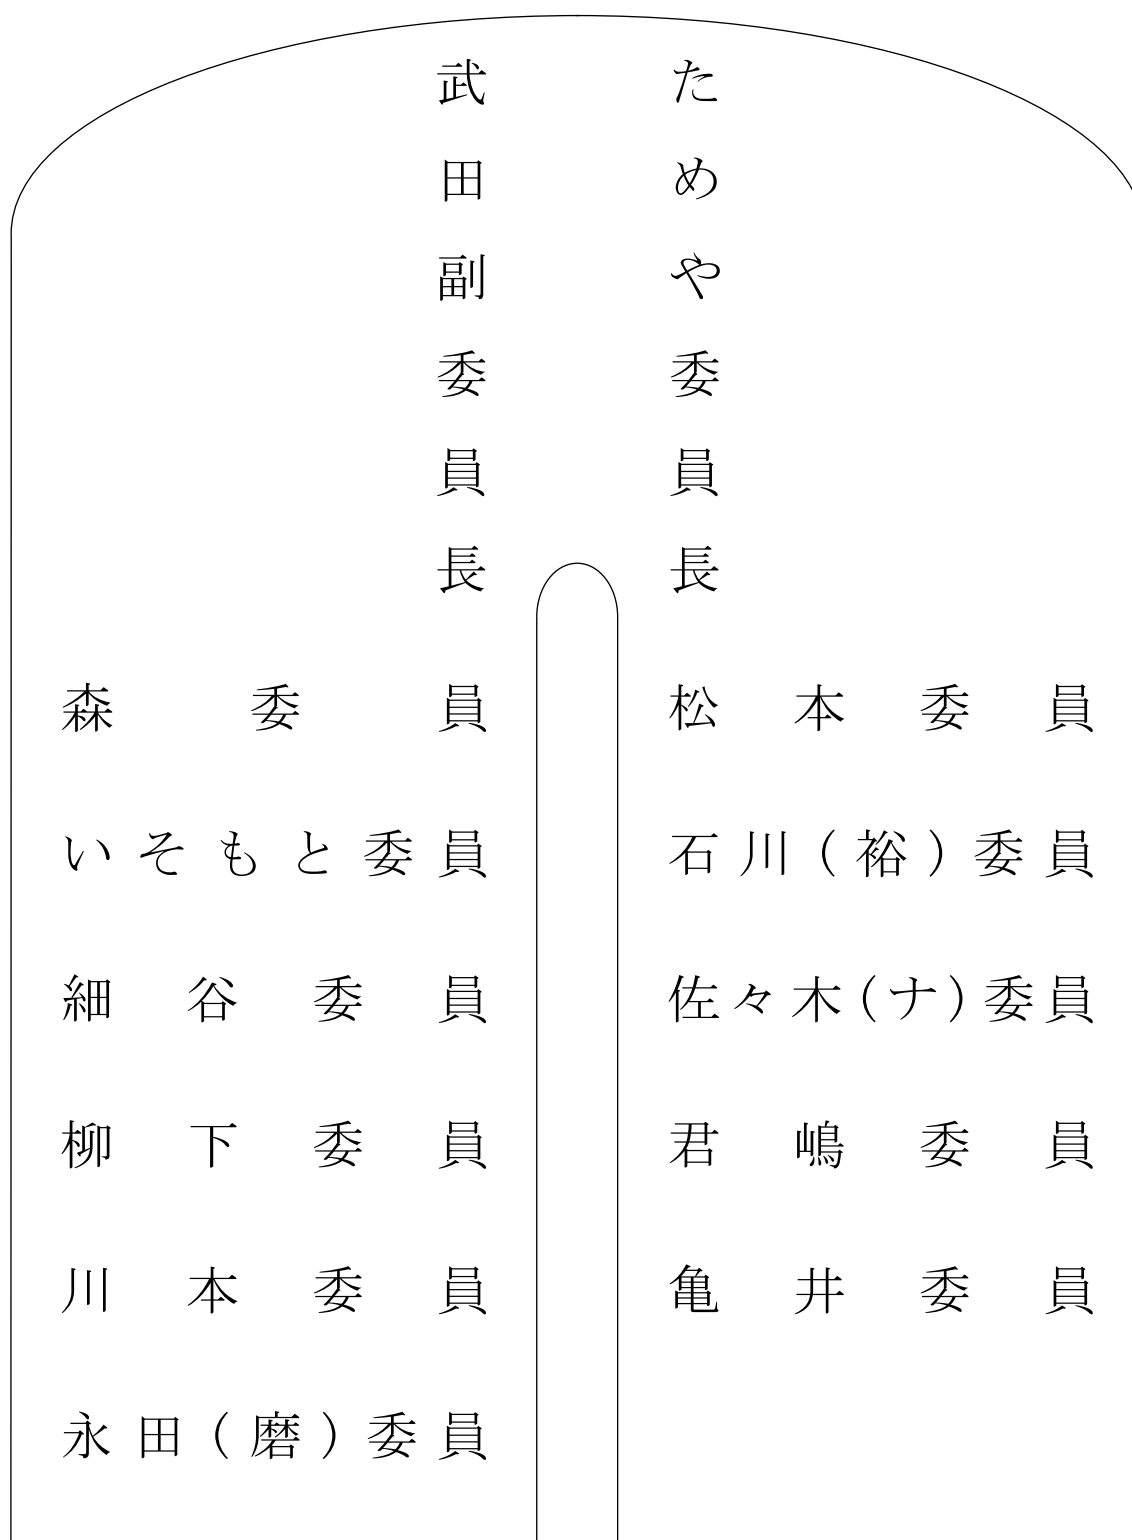 ためや委員長
武田副委員長
森委員
松本委員
いそもと委員
石川(裕)委員
細谷委員
佐々木(ナ)委員
柳下委員
君嶋委員
川本委員
亀井委員
永田(磨)委員